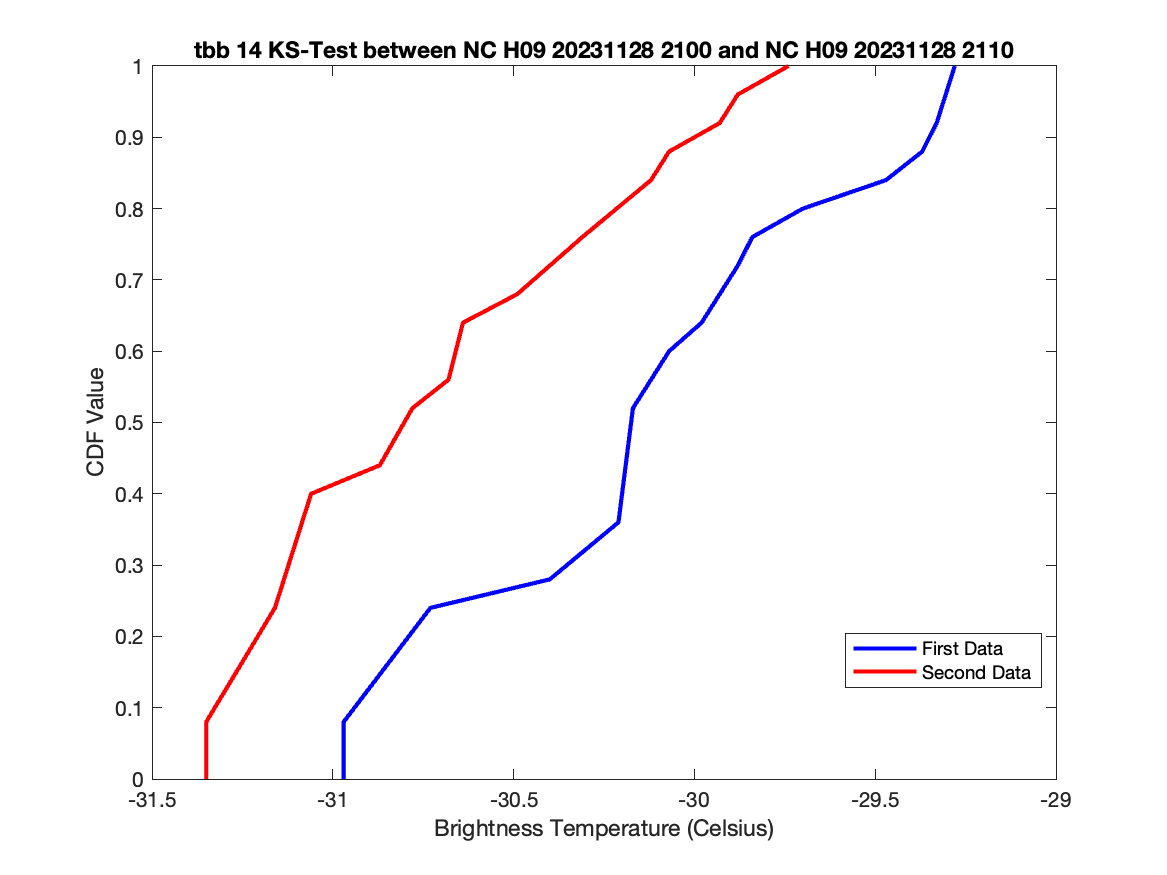 tbb 14 KS-Test between NC H09 20231128 2100 and NC H09 20231128 2110
1
0.9
0.8
0.7
0.6
0.5
0.4
0.3
0.2
0.1
0
CDF Value
First Data
Second Data
-31.5 -31 -30.5 -30 -29.5 -29
Brightness Temperature (Celsius)